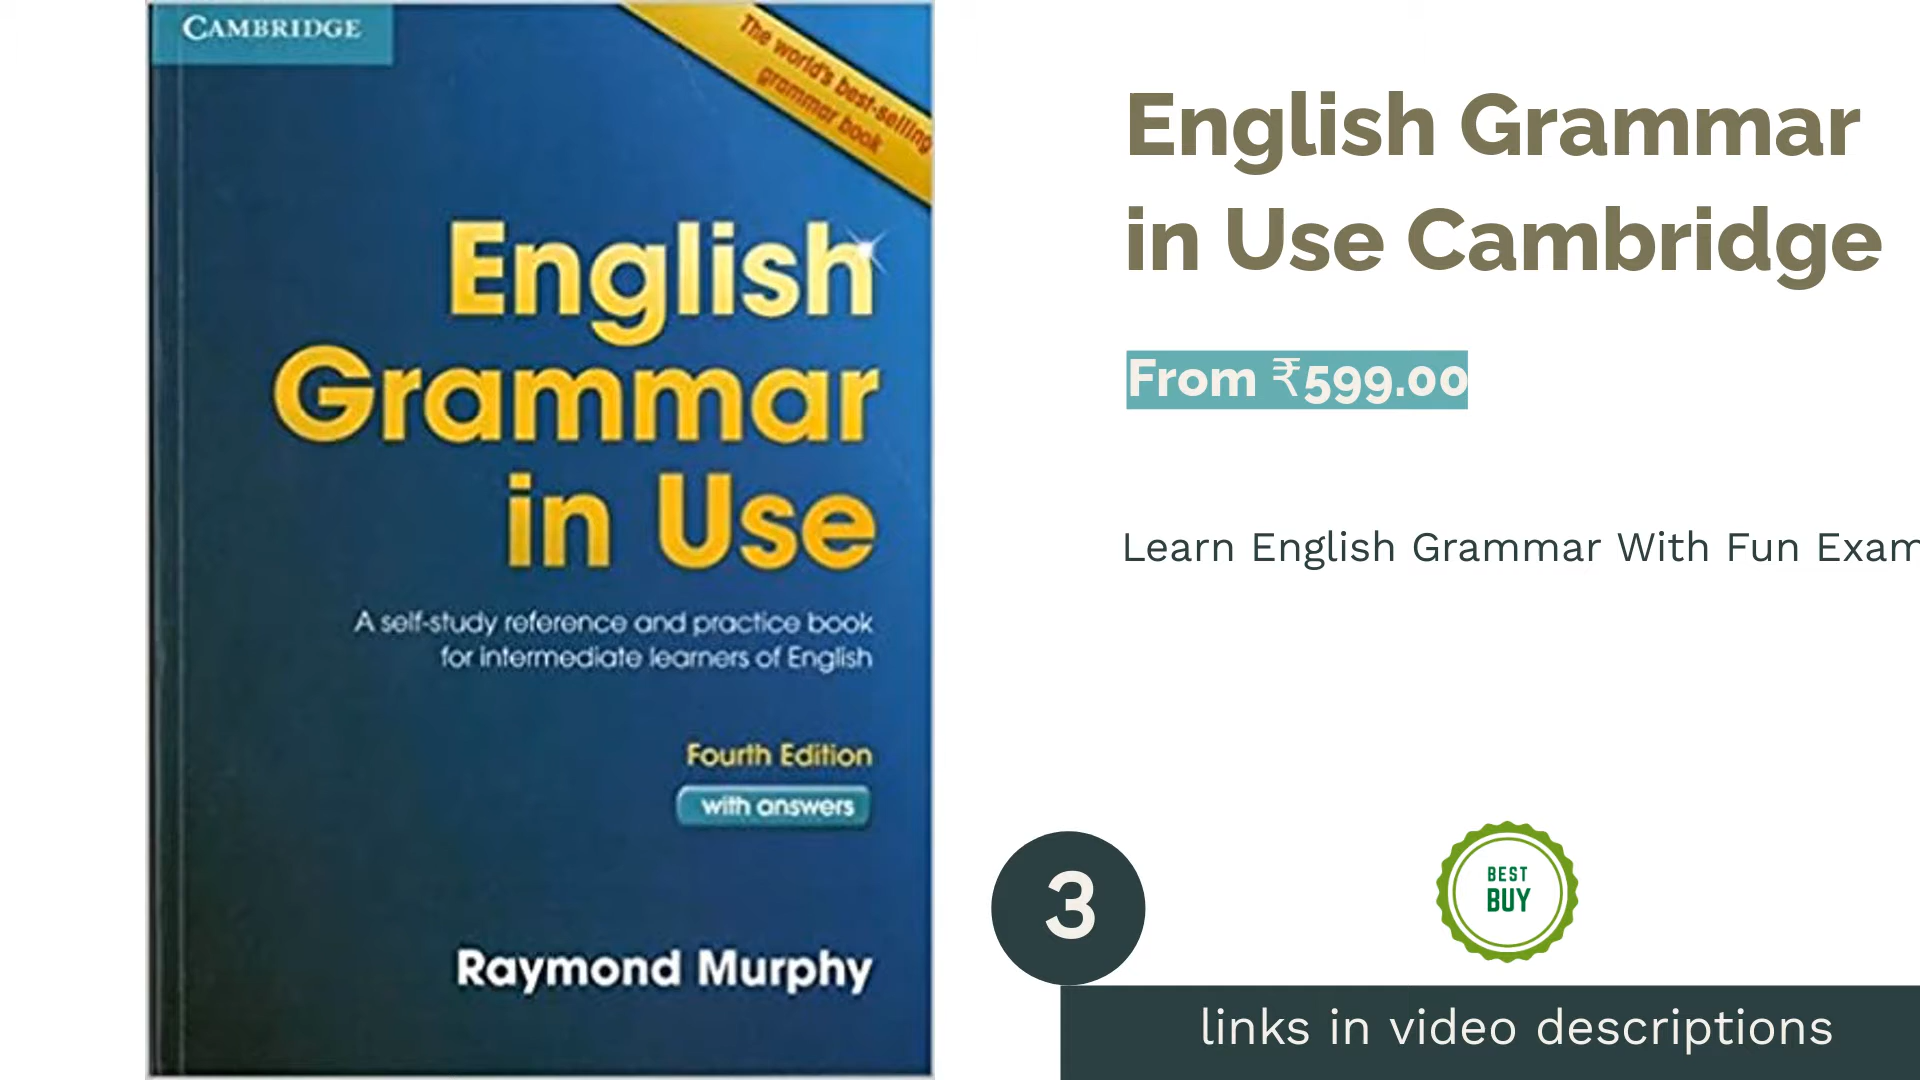 CAMBRIDGE
The world's best-selling
grammar book
English
Grammar
in Use
A self-study reference and practice book
for intermediate learners of English
Fourth Edition
with answers
Raymond Murphy
English Grammar
in Use Cambridge
From ₹599.00
Learn English Grammar With Fun Exam
3
BEST
BUY
links in video descriptions